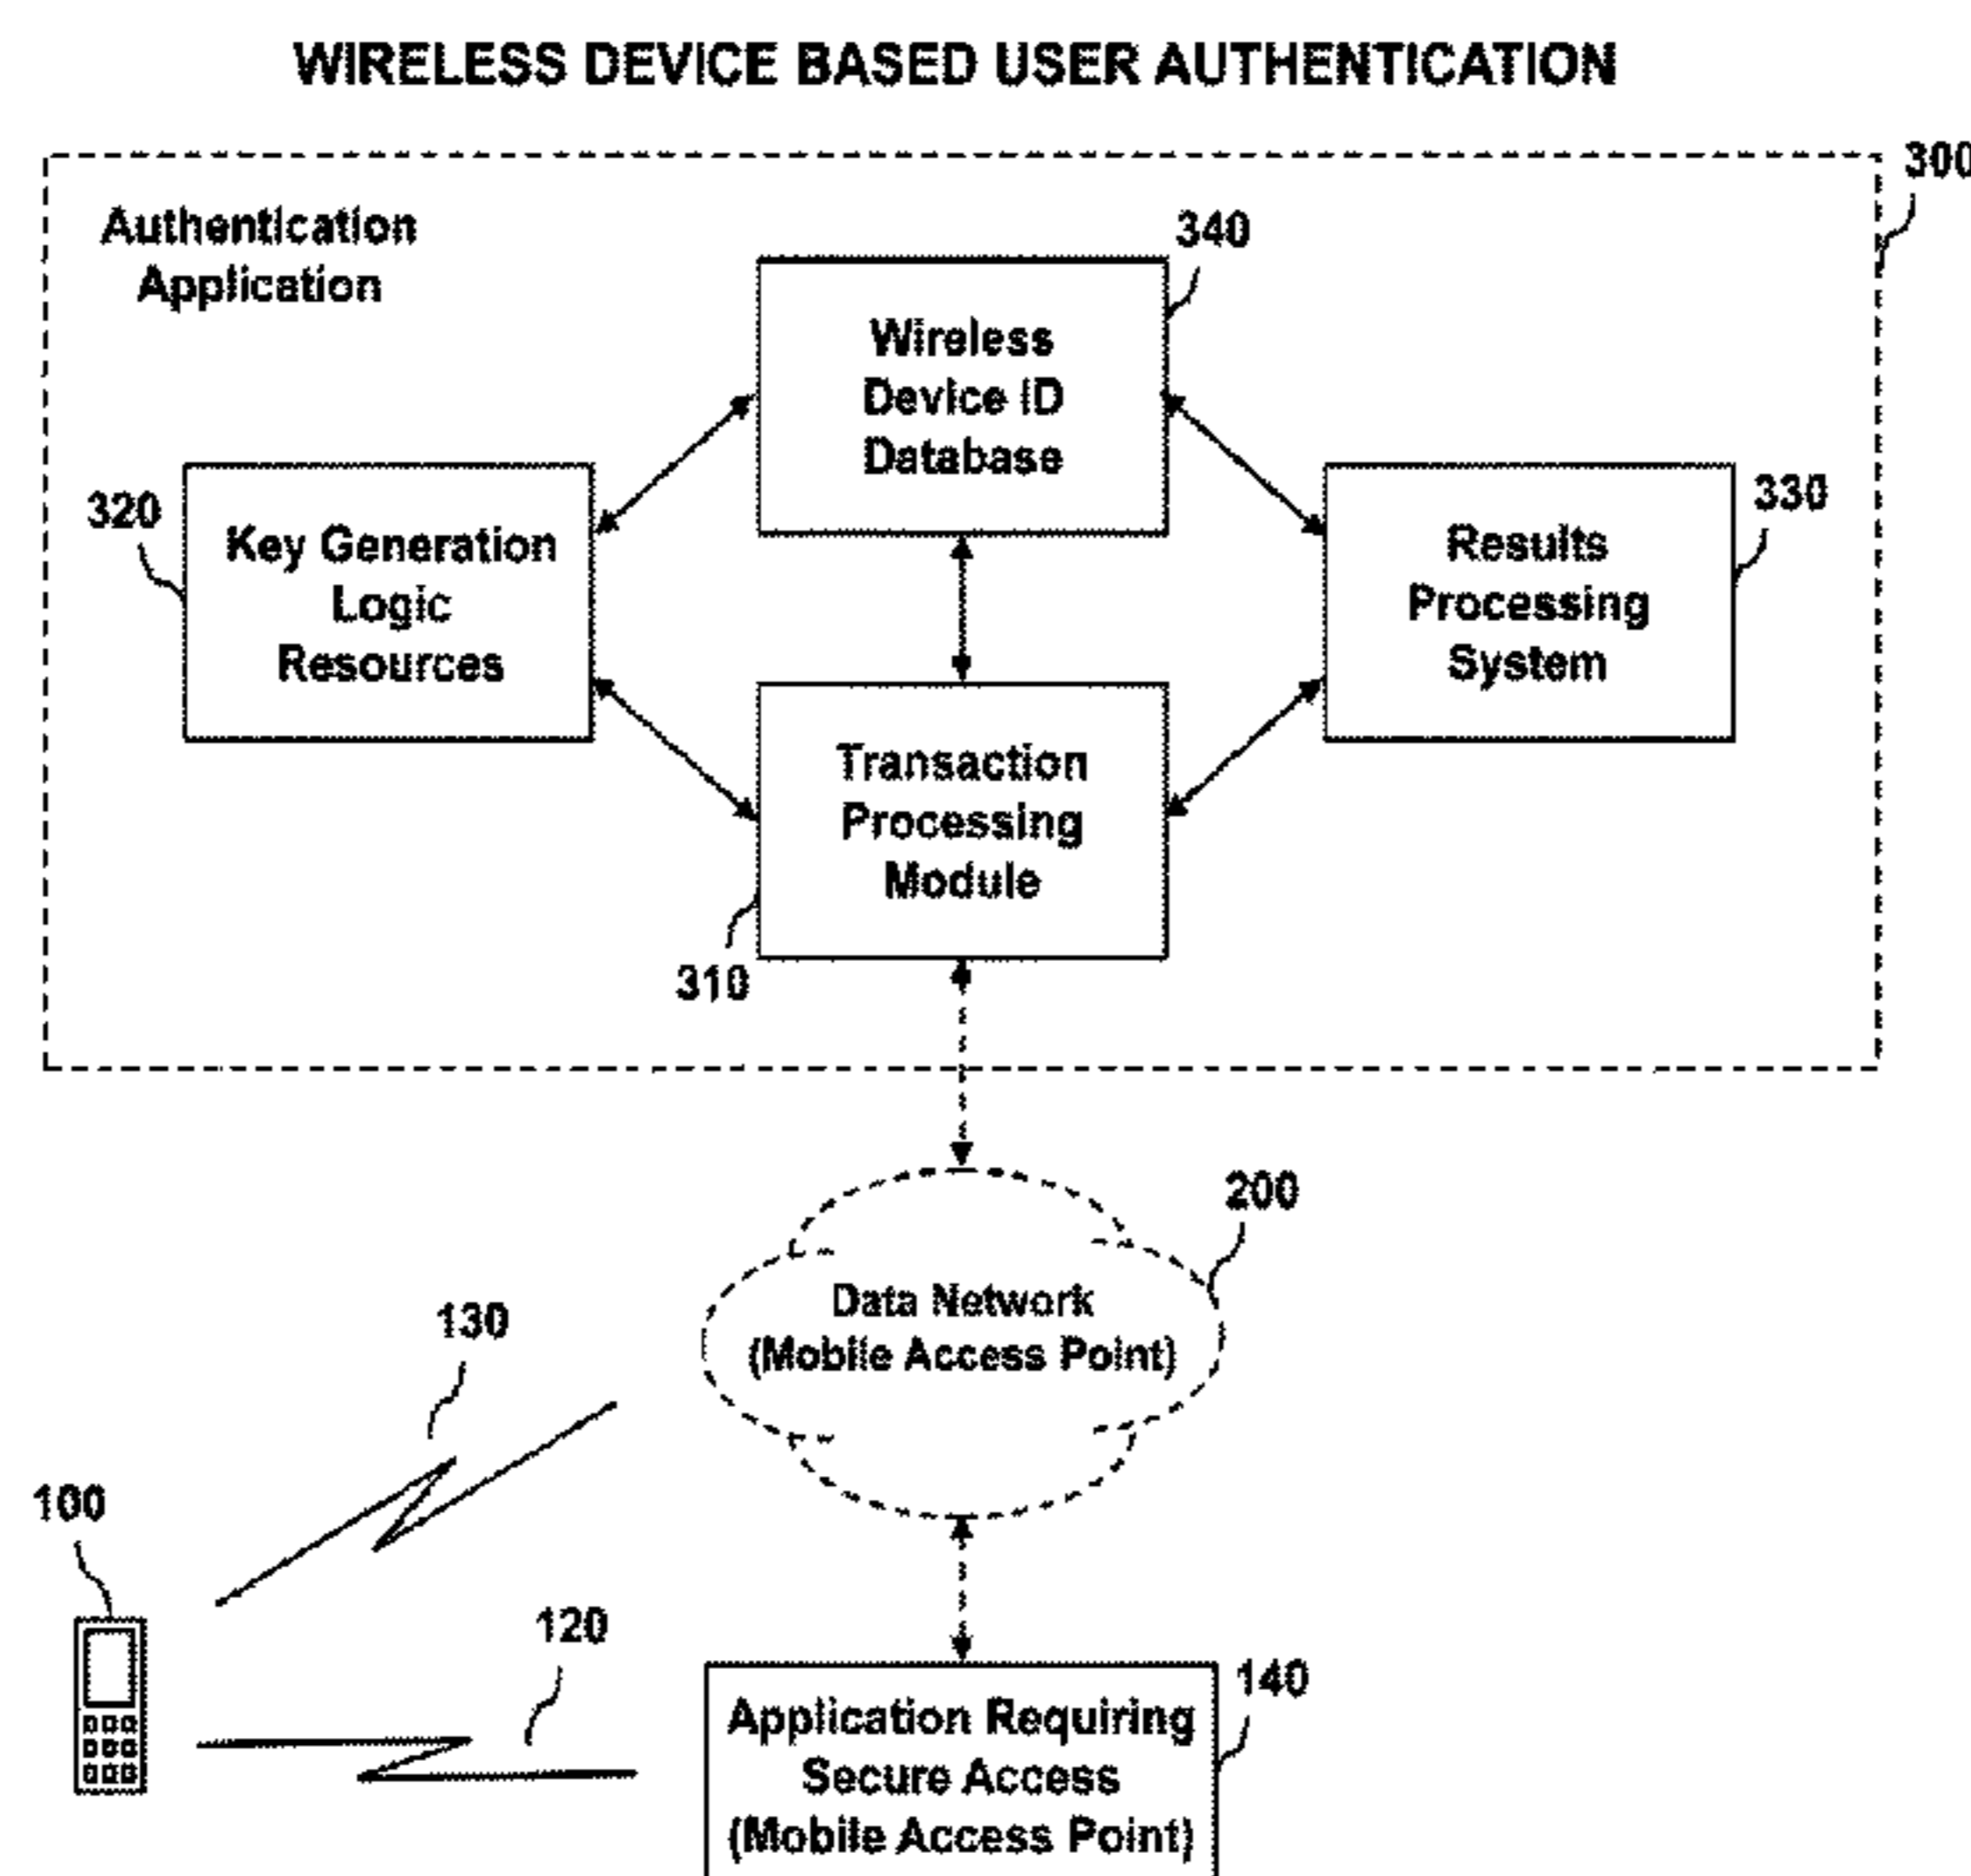 WIRELESS DEVICE BASED USER AUTHENTICATION
300
Authentication
Application
340
Wireless
Device ID
Database
320
Key Generation
Logic
Resources
330
Results
Processing
System
Transaction
Processing
Module
310
200
Data Network
(Mobile Access Point)
130
100
120
140
Application Requiring
Secure Access
(Mobile Access Point)